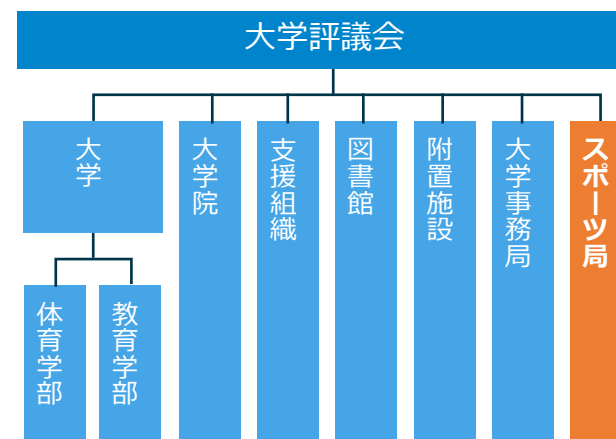 大学評議会
大学
大学院
支援組織
図書館
附置施設
大学事務局
スポーツ局
体育学部
教育学部